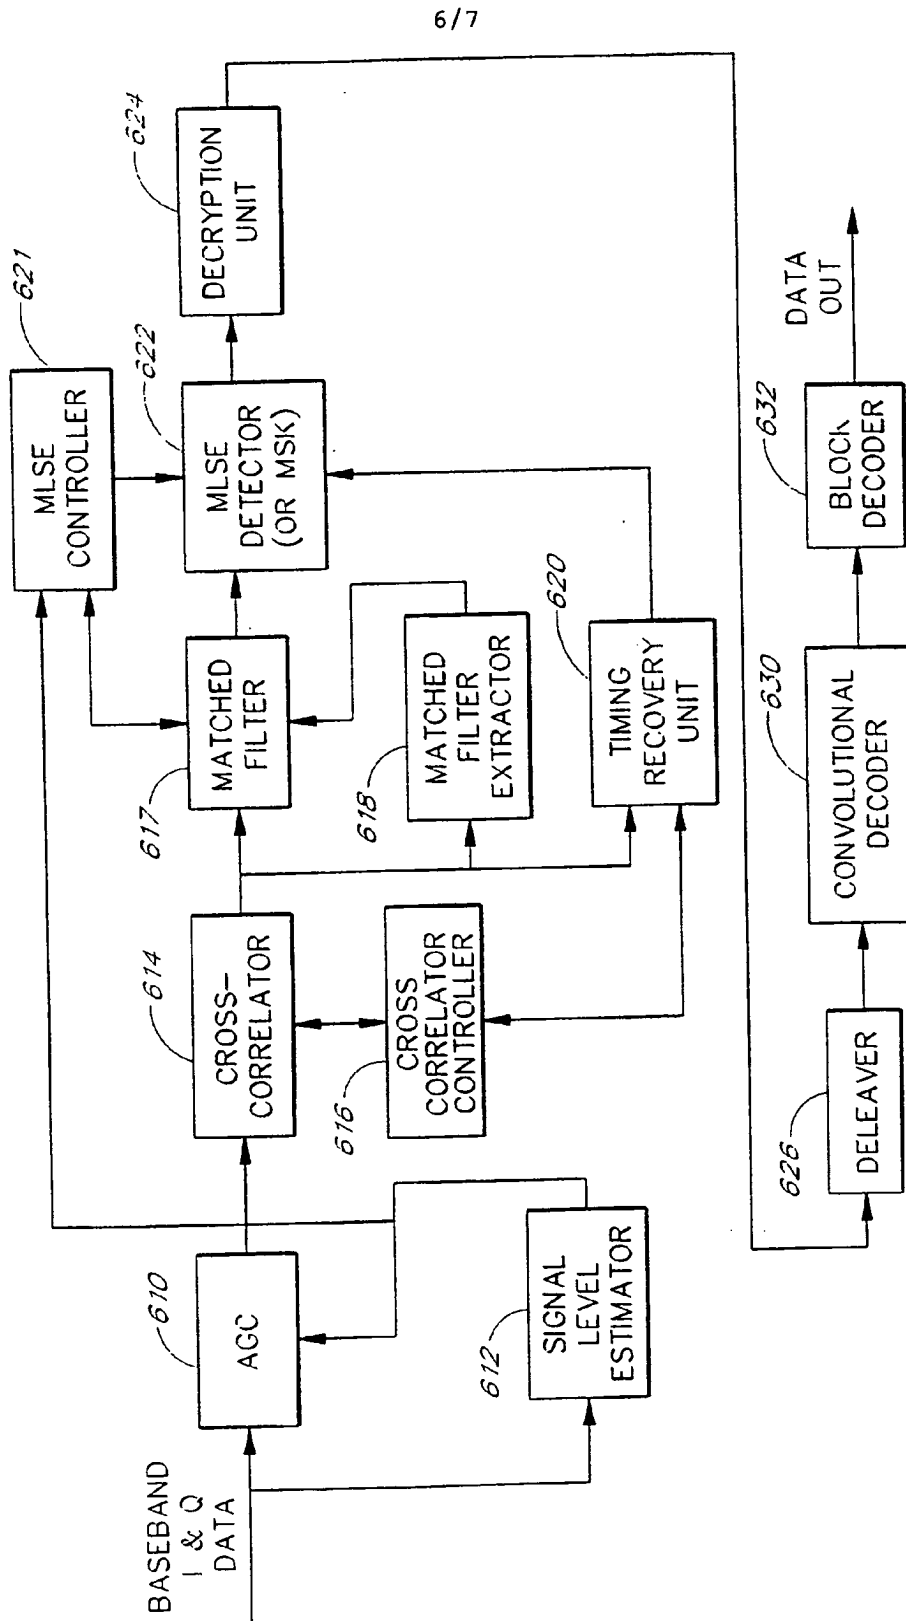 6/7
BASEBAND
I & Q
DATA
610
AGC
612
SIGNAL
LEVEL
ESTIMATOR
614
CROSS-
CORRELATOR
616
CROSS
CORRELATOR
CONTROLLER
617
MATCHED
FILTER
618
MATCHED
FILTER
EXTRACTOR
620
TIMING
RECOVERY
UNIT
621
MLSE
CONTROLLER
622
MLSE
DETECTOR
(OR MSK)
624
DECRYPTION
UNIT
626
DELEAVER
630
CONVOLUTIONAL
DECODER
632
BLOCK
DECODER
DATA
OUT